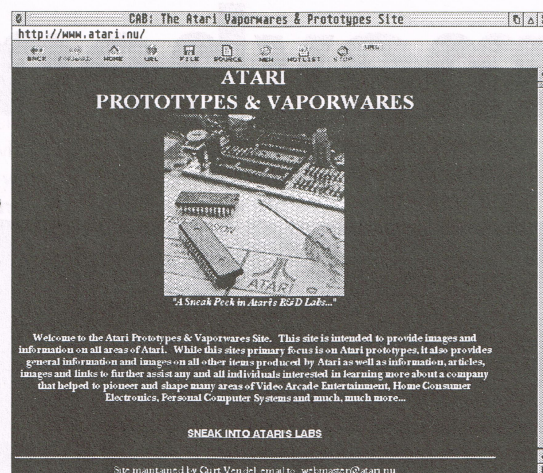 CAB: The Atari Vaporwares & Prototypes Site
http://www.atari.nu/
BACK FORWARD HOME URL FILE SOURCE NEW HOTLIST STOP URL:
ATARI
PROTOTYPES & VAPORWARES
ATARI
"A Sneak Peek in Atari's R&D Labs..."
Welcome to the Atari Prototypes & Vaporwares Site. This site is intended to provide images and
information on all areas of Atari. While this sites primary focus is on Atari prototypes, it also provides
general information and images on all other items produced by Atari as well as information, articles,
images and links to further assist any and all individuals interested in learning more about a company
that helped to pioneer and shape many areas of Video Arcade Entertainment, Home Consumer
Electronics, Personal Computer Systems and much, much more...
SNEAK INTO ATARI'S LABS
Site maintained by Curt Vendel email to: webmaster@atari.nu